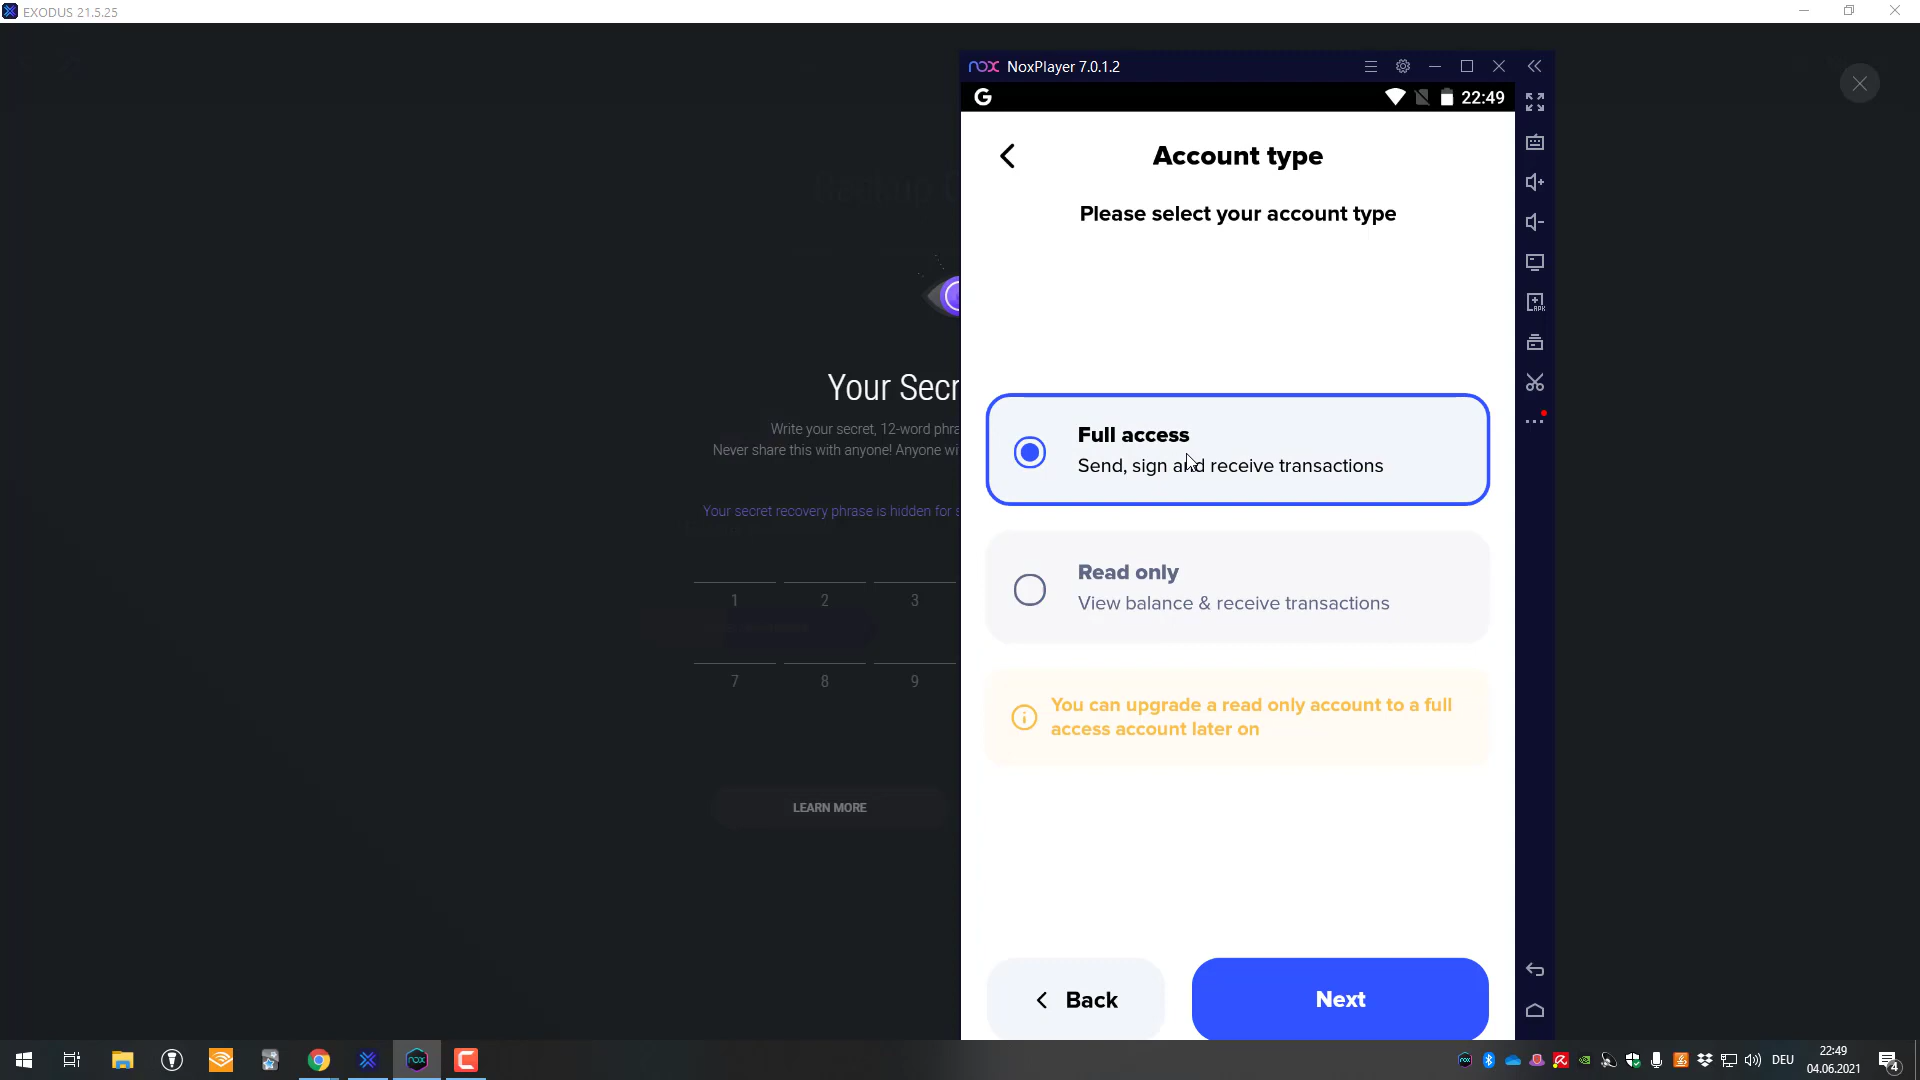 EXODUS 21.5.25
nox NoxPlayer 7.0.1.2
G 22:49
Account type
Please select your account type
Full access
Send, sign and receive transactions
Read only
View balance & receive transactions
You can upgrade a read only account to a full
access account later on
Back
Next
Your Secr
Write your secret, 12-word phra
Never share this with anyone! Anyone wi
Your secret recovery phrase is hidden for s
1 2 3
7 8 9
LEARN MORE
APK
DEU
22:49
04.06.2021
4